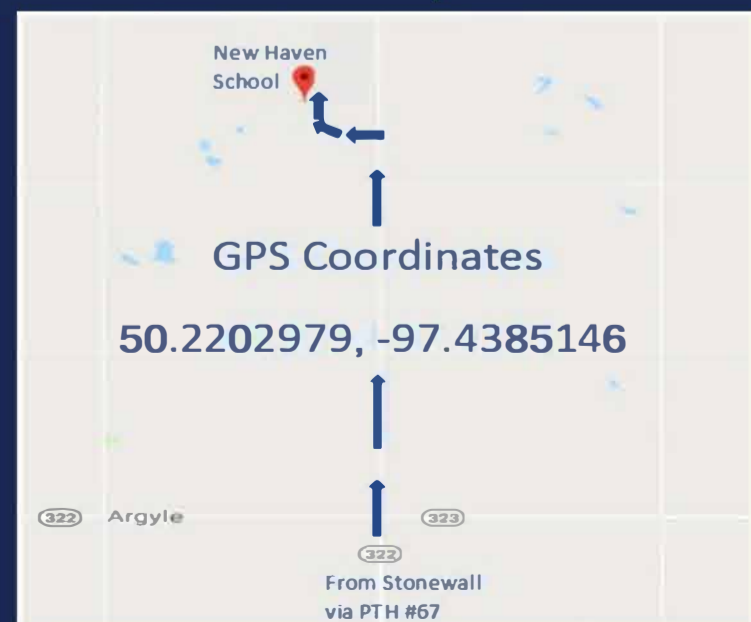 New Haven
School
GPS Coordinates
50.2202979, -97.4385146
322 Argyle 323
322
From Stonewall
via PTH #67